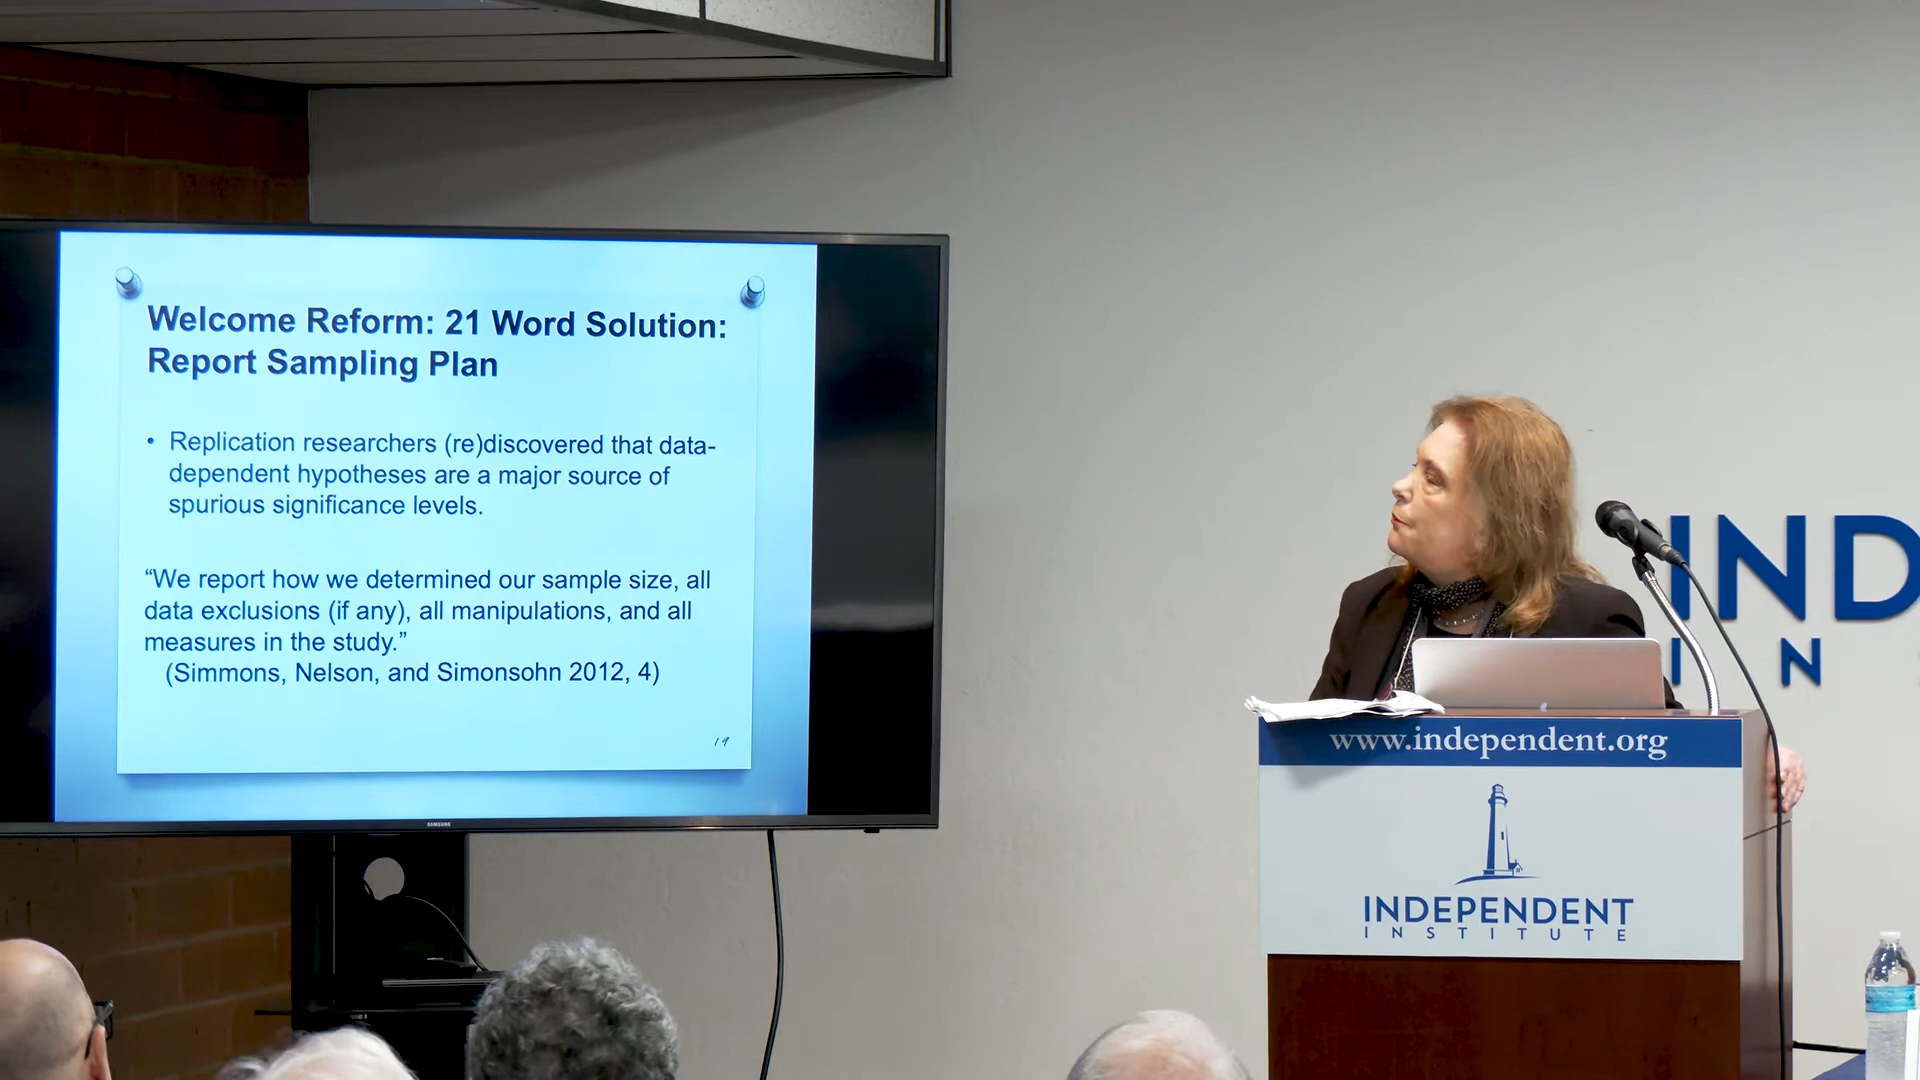 Welcome Reform: 21 Word Solution:
Report Sampling Plan
• Replication researchers (re)discovered that data-
dependent hypotheses are a major source of
spurious significance levels.
“We report how we determined our sample size, all
data exclusions (if any), all manipulations, and all
measures in the study.”
(Simmons, Nelson, and Simonsohn 2012, 4)
19
SAMSUNG
IND
INS
www.independent.org
INDEPENDENT
INSTITUTE